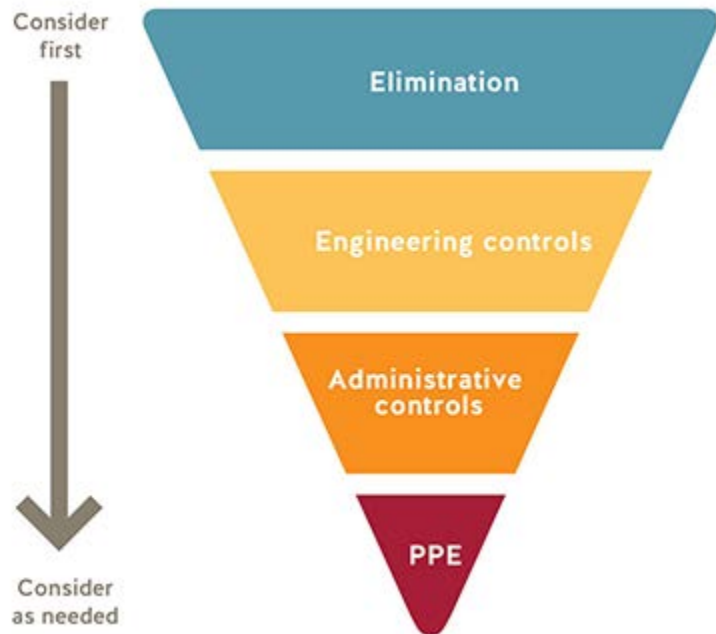 Consider
first
Elimination
Engineering controls
Administrative
controls
PPE
Consider
as needed